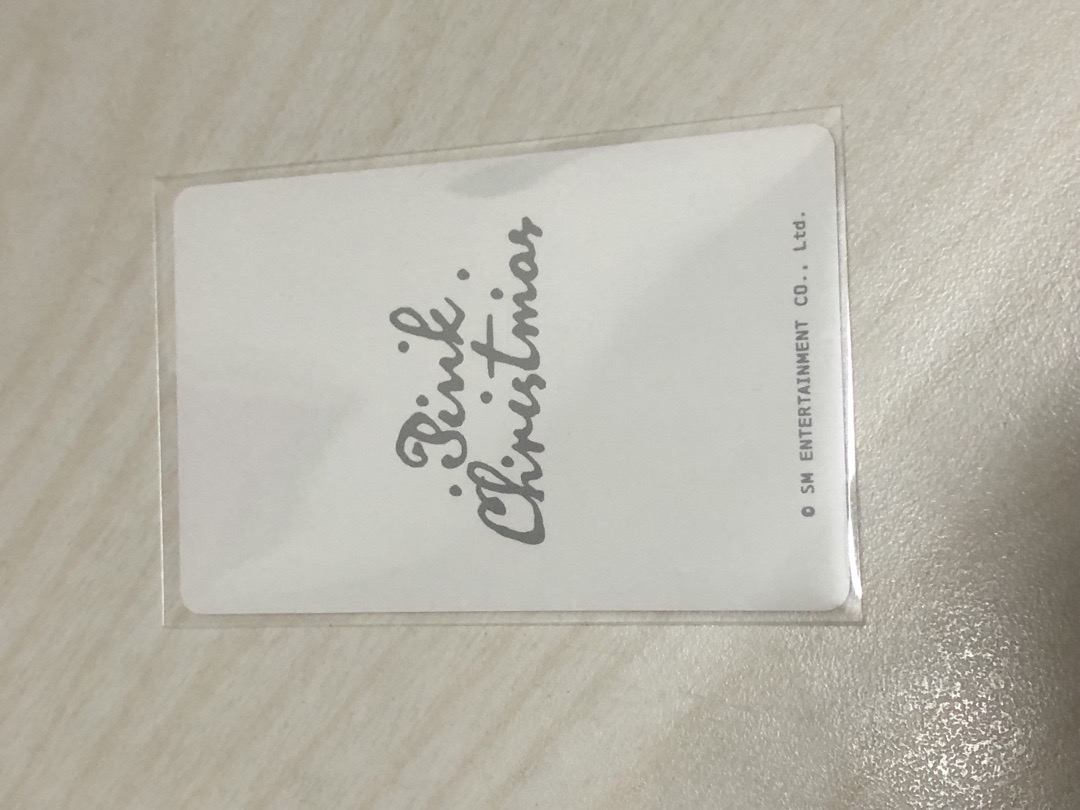 Pink
Christmas
© SM ENTERTAINMENT CO., Ltd.